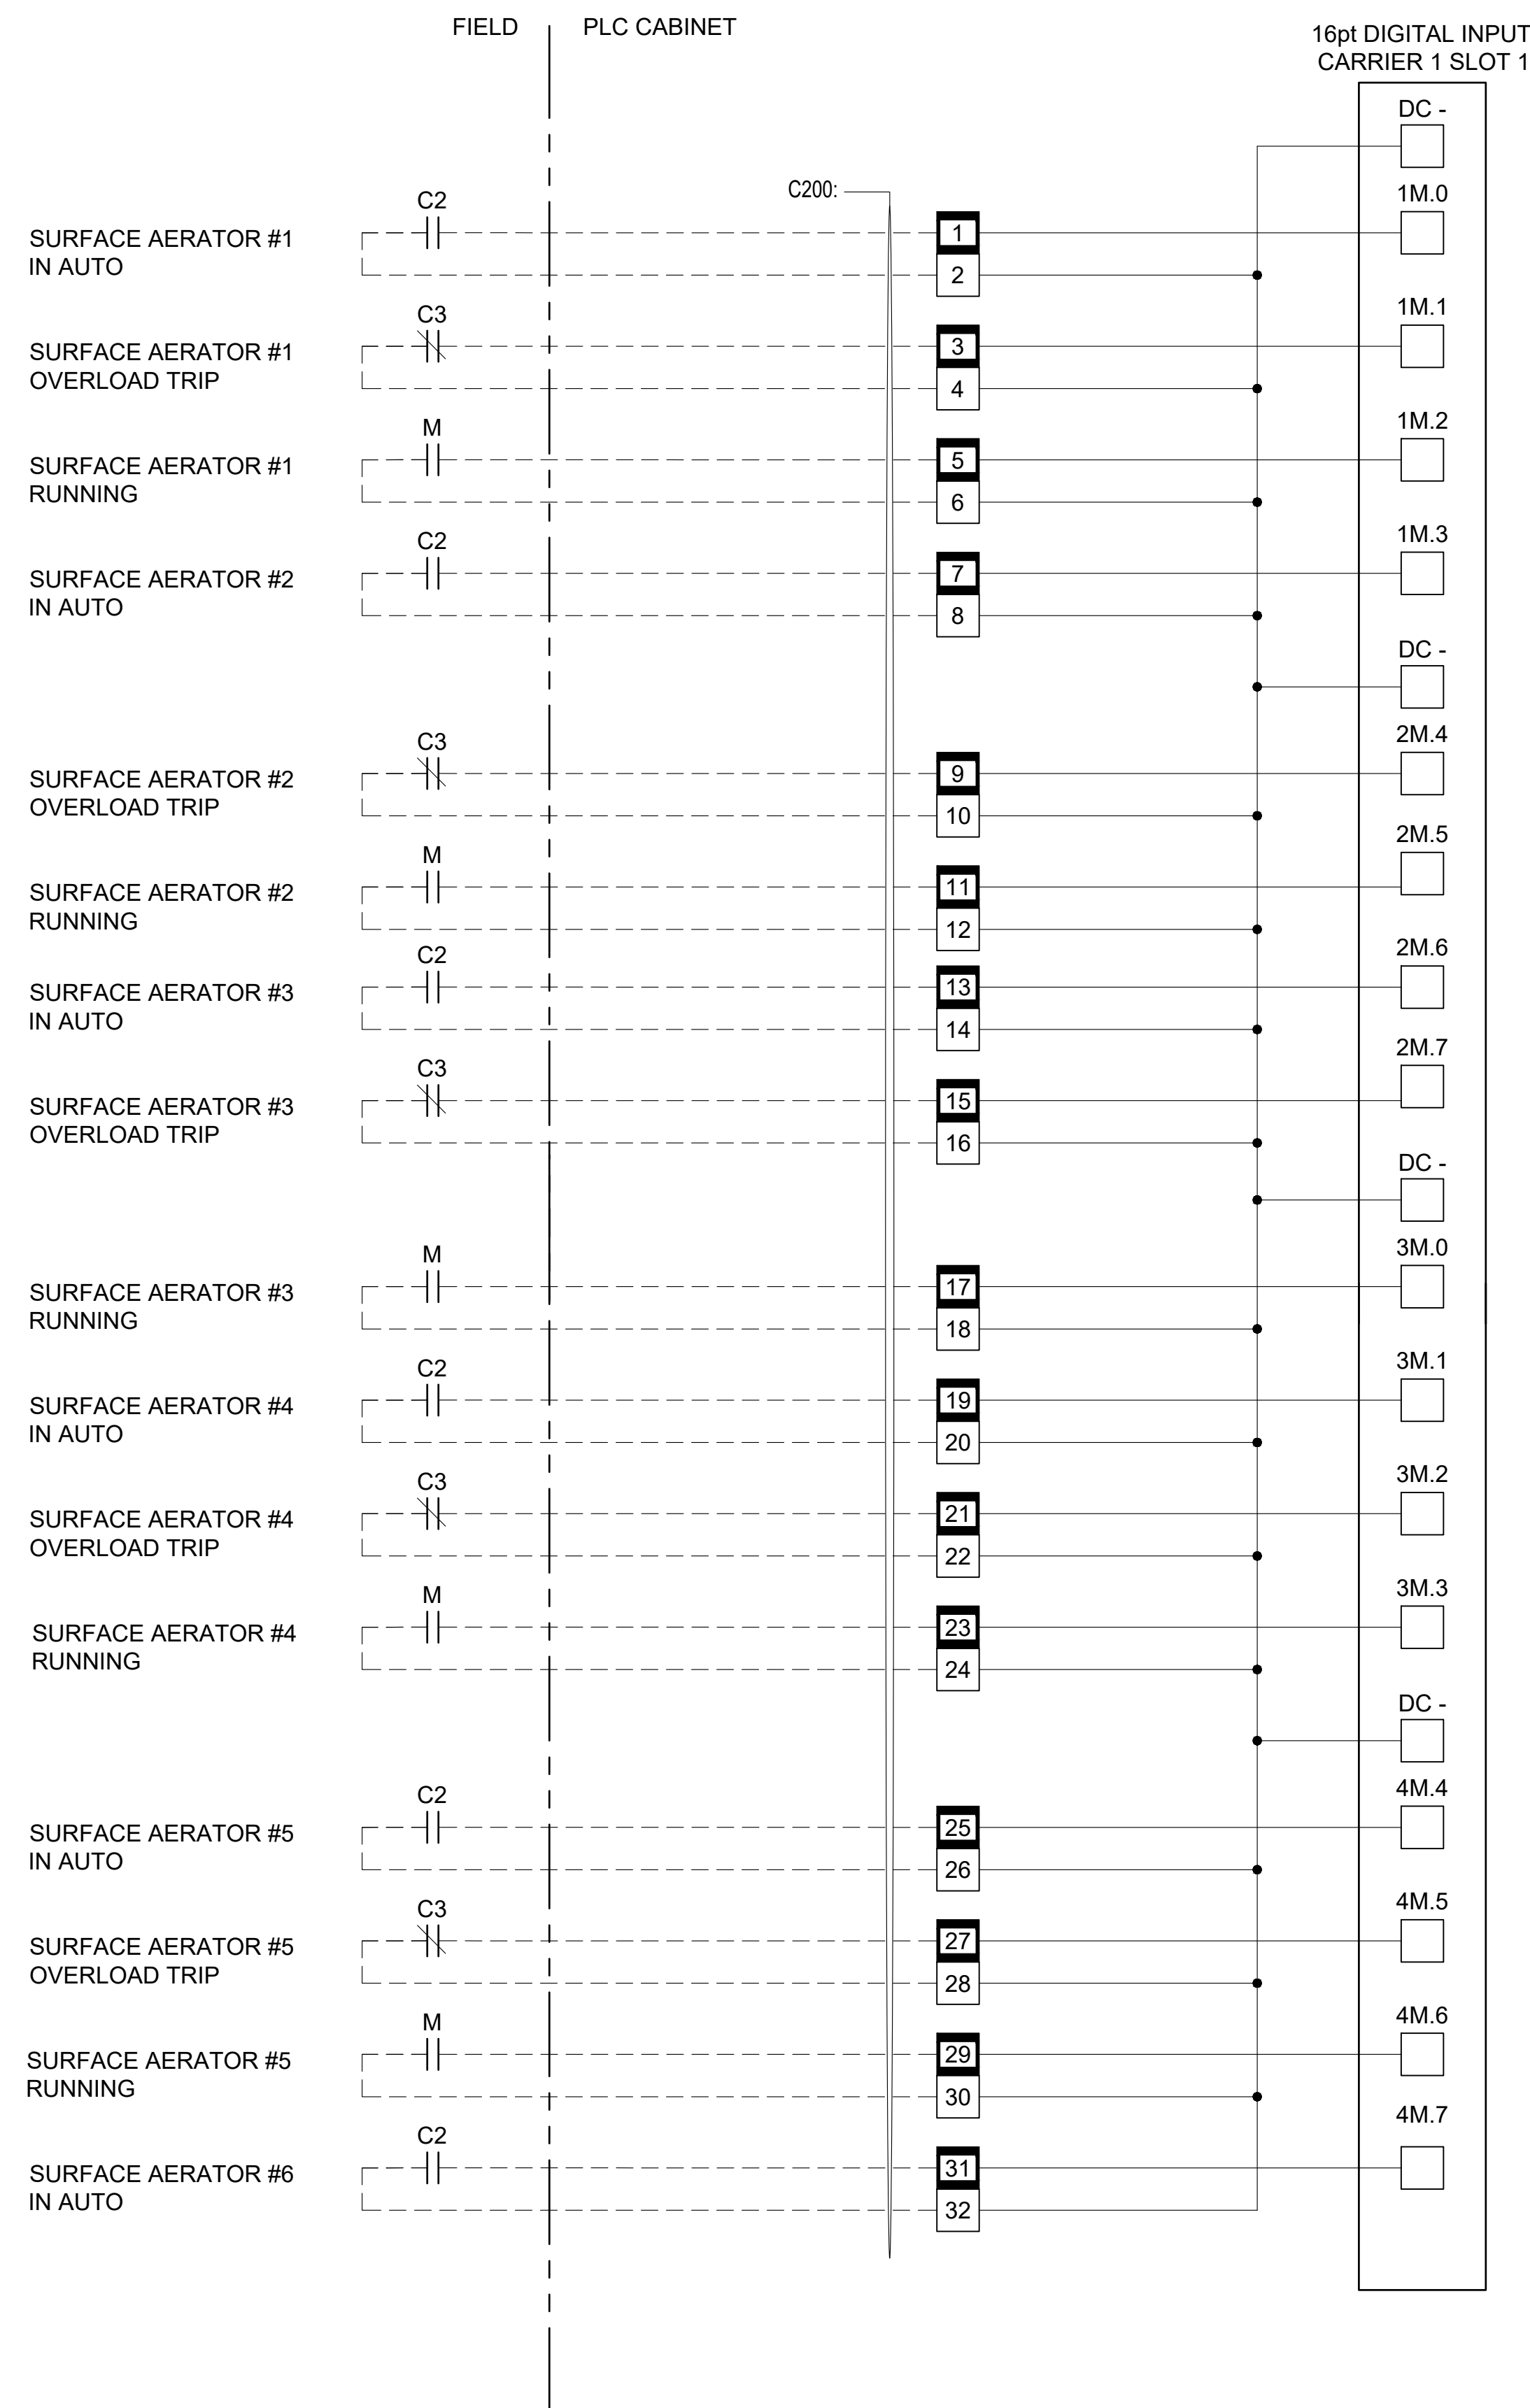 FIELD
PLC CABINET
16pt DIGITAL INPUT
CARRIER 1 SLOT 1
DC -
C200:
C2
1M.0
SURFACE AERATOR #1
IN AUTO
1
2
C3
1M.1
SURFACE AERATOR #1
OVERLOAD TRIP
3
4
M
1M.2
SURFACE AERATOR #1
RUNNING
5
6
C2
1M.3
SURFACE AERATOR #2
IN AUTO
7
8
DC -
C3
2M.4
SURFACE AERATOR #2
OVERLOAD TRIP
9
10
M
2M.5
SURFACE AERATOR #2
RUNNING
11
12
C2
2M.6
SURFACE AERATOR #3
IN AUTO
13
14
C3
2M.7
SURFACE AERATOR #3
OVERLOAD TRIP
15
16
DC -
M
3M.0
SURFACE AERATOR #3
RUNNING
17
18
C2
3M.1
SURFACE AERATOR #4
IN AUTO
19
20
C3
3M.2
SURFACE AERATOR #4
OVERLOAD TRIP
21
22
M
3M.3
SURFACE AERATOR #4
RUNNING
23
24
DC -
C2
4M.4
SURFACE AERATOR #5
IN AUTO
25
26
C3
4M.5
SURFACE AERATOR #5
OVERLOAD TRIP
27
28
M
4M.6
SURFACE AERATOR #5
RUNNING
29
30
C2
4M.7
SURFACE AERATOR #6
IN AUTO
31
32